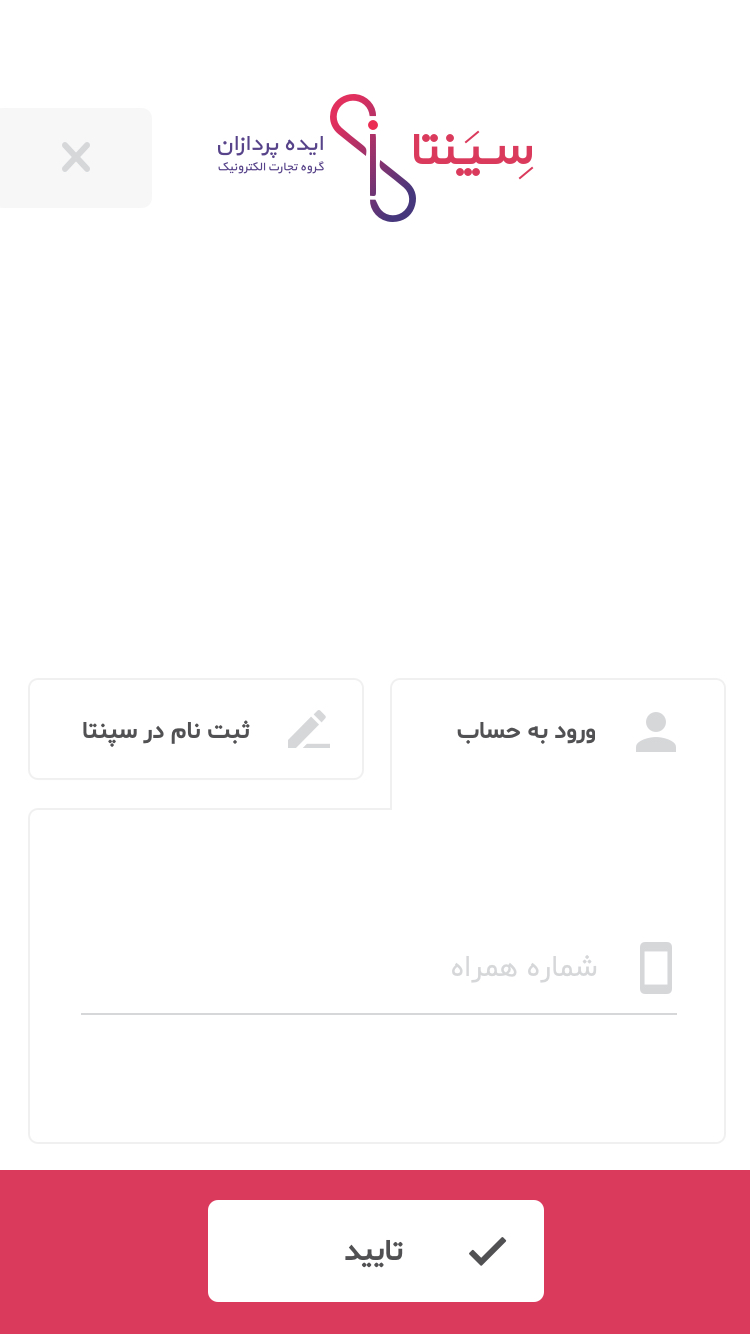 سِپَنتا
ایده پردازان
گروه تجارت الکترونیک
ورود به حساب
ثبت نام در سپنتا
شماره همراه
تایید